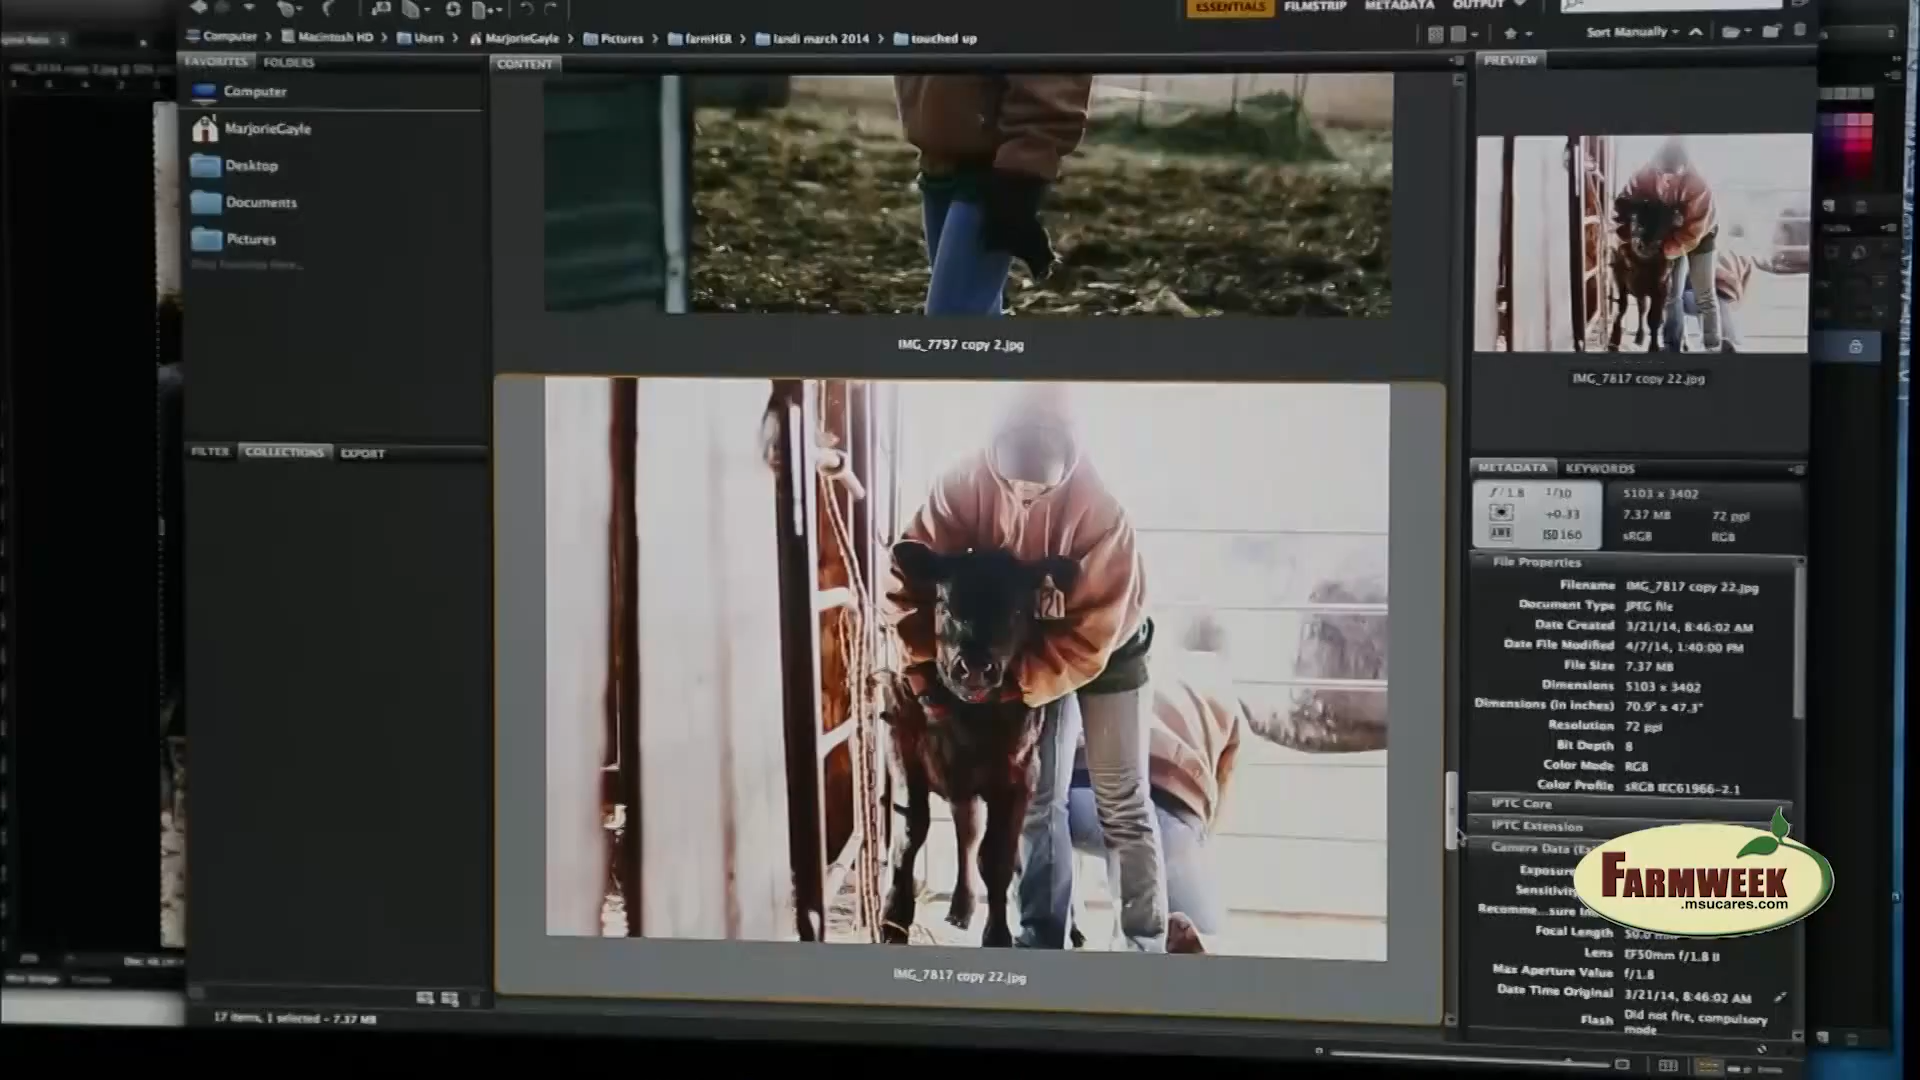 ESSENTIALS FILMSTRIP METADATA OUTPUT
Computer > Macintosh HD > Users > MarjorieGayle > Pictures > farmHER > landi march 2014 > touched up
Sort Manually
FAVORITES FOLDERS
Computer
MarjorieGayle
Desktop
Documents
Pictures
FILTER COLLECTIONS EXPORT
17 items, 1 selected - 7.37 MB
CONTENT
IMG_7797 copy 2.jpg
21
IMG_7817 copy 22.jpg
PREVIEW
IMG_7817 copy 22.jpg
METADATA KEYWORDS
f/1.8 1/10
+0.33
AWB ISO 160
5103 x 3402
7.37 MB 72 ppi
sRGB RGB
File Properties
Filename IMG_7817 copy 22.jpg
Document Type JPEG file
Date Created 3/21/14, 8:46:02 AM
Date File Modified 4/7/14, 1:40:00 PM
File Size 7.37 MB
Dimensions 5103 x 3402
Dimensions (in inches) 70.9" x 47.3"
Resolution 72 ppi
Bit Depth 8
Color Mode RGB
Color Profile sRGB IEC61966-2.1
IPTC Core
IPTC Extension
Camera Data
Focal Length 50.0
Lens EF50mm f/1.8 II
Max Aperture Value f/1.8
Date Time Original 3/21/14, 8:46:02 AM
Flash Did not fire, compulsory
mode
FARMWEEK
.msucares.com